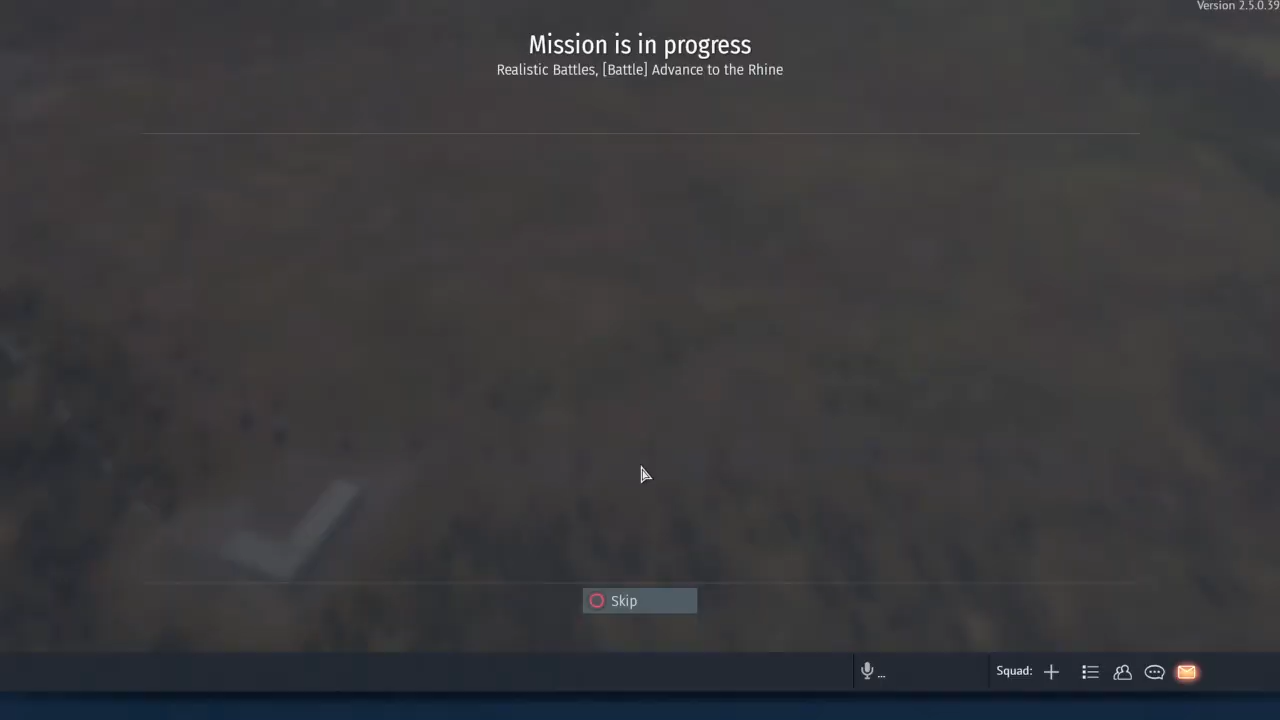 Version 2.5.0.39
Mission is in progress
Realistic Battles, [Battle] Advance to the Rhine
Skip
...
Squad: